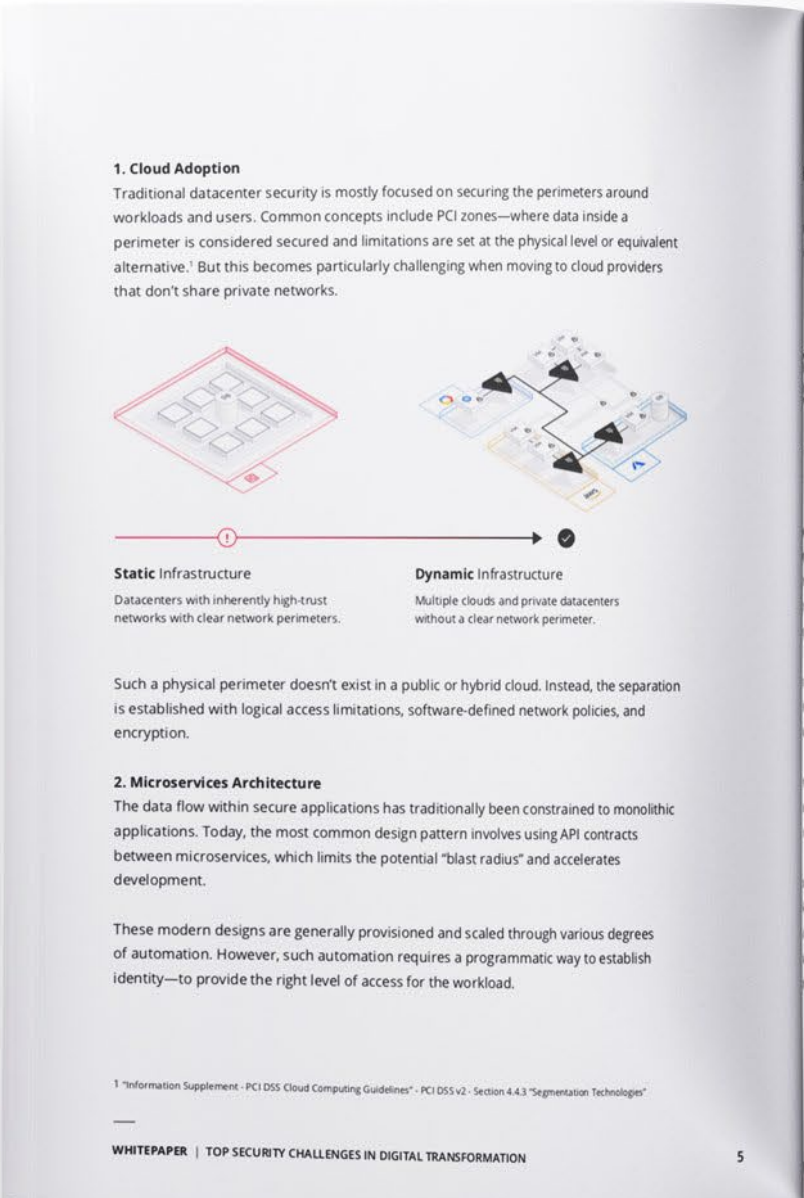 1. Cloud Adoption
Traditional datacenter security is mostly focused on securing the perimeters around
workloads and users. Common concepts include PCI zones—where data inside a
perimeter is considered secured and limitations are set at the physical level or equivalent
alternative.¹ But this becomes particularly challenging when moving to cloud providers
that don't share private networks.
aws
Static Infrastructure
Datacenters with inherently high-trust
networks with clear network perimeters.
Dynamic Infrastructure
Multiple clouds and private datacenters
without a clear network perimeter.
Such a physical perimeter doesn't exist in a public or hybrid cloud. Instead, the separation
is established with logical access limitations, software-defined network policies, and
encryption.
2. Microservices Architecture
The data flow within secure applications has traditionally been constrained to monolithic
applications. Today, the most common design pattern involves using API contracts
between microservices, which limits the potential "blast radius" and accelerates
development.
These modern designs are generally provisioned and scaled through various degrees
of automation. However, such automation requires a programmatic way to establish
identity—to provide the right level of access for the workload.
1 "Information Supplement - PCI DSS Cloud Computing Guidelines" - PCI DSS v2 - Section 4.4.3 "Segmentation Technologies"
WHITEPAPER | TOP SECURITY CHALLENGES IN DIGITAL TRANSFORMATION
5